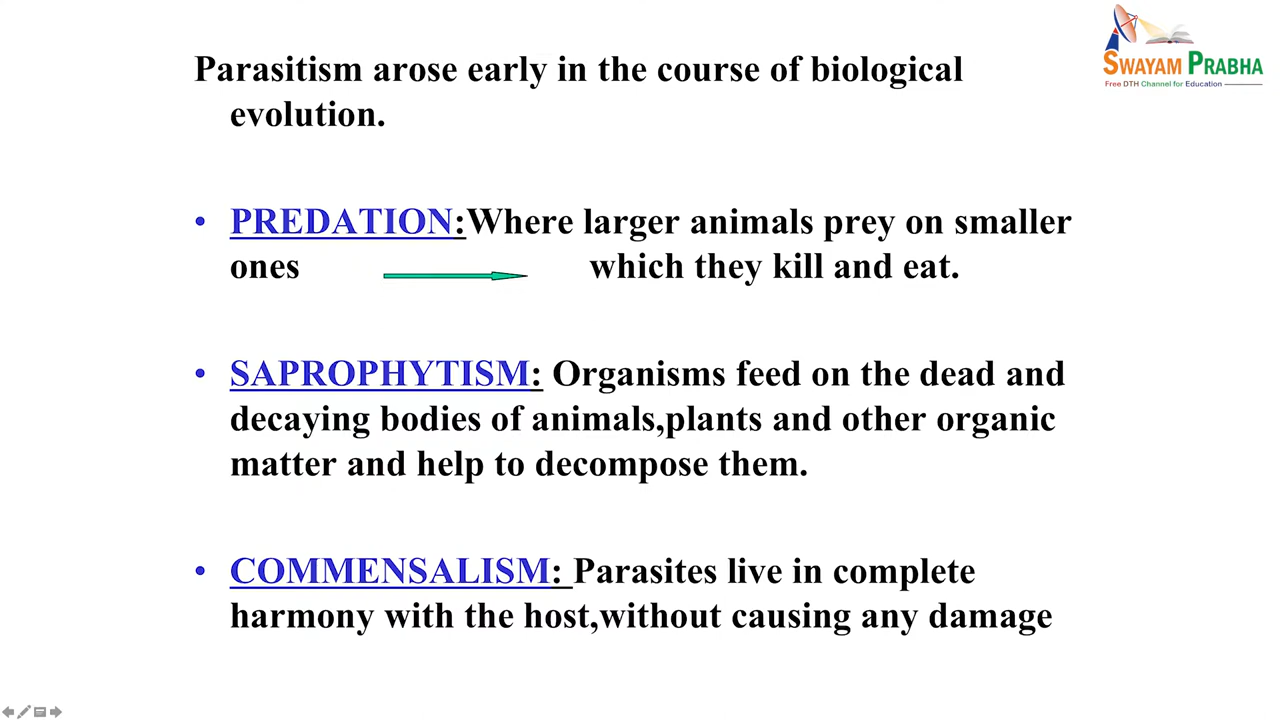 SWAYAM PRABHA
Free DTH Channel for Education
Parasitism arose early in the course of biological
evolution.
• PREDATION:Where larger animals prey on smaller
ones which they kill and eat.
• SAPROPHYTISM: Organisms feed on the dead and
decaying bodies of animals,plants and other organic
matter and help to decompose them.
• COMMENSALISM: Parasites live in complete
harmony with the host,without causing any damage